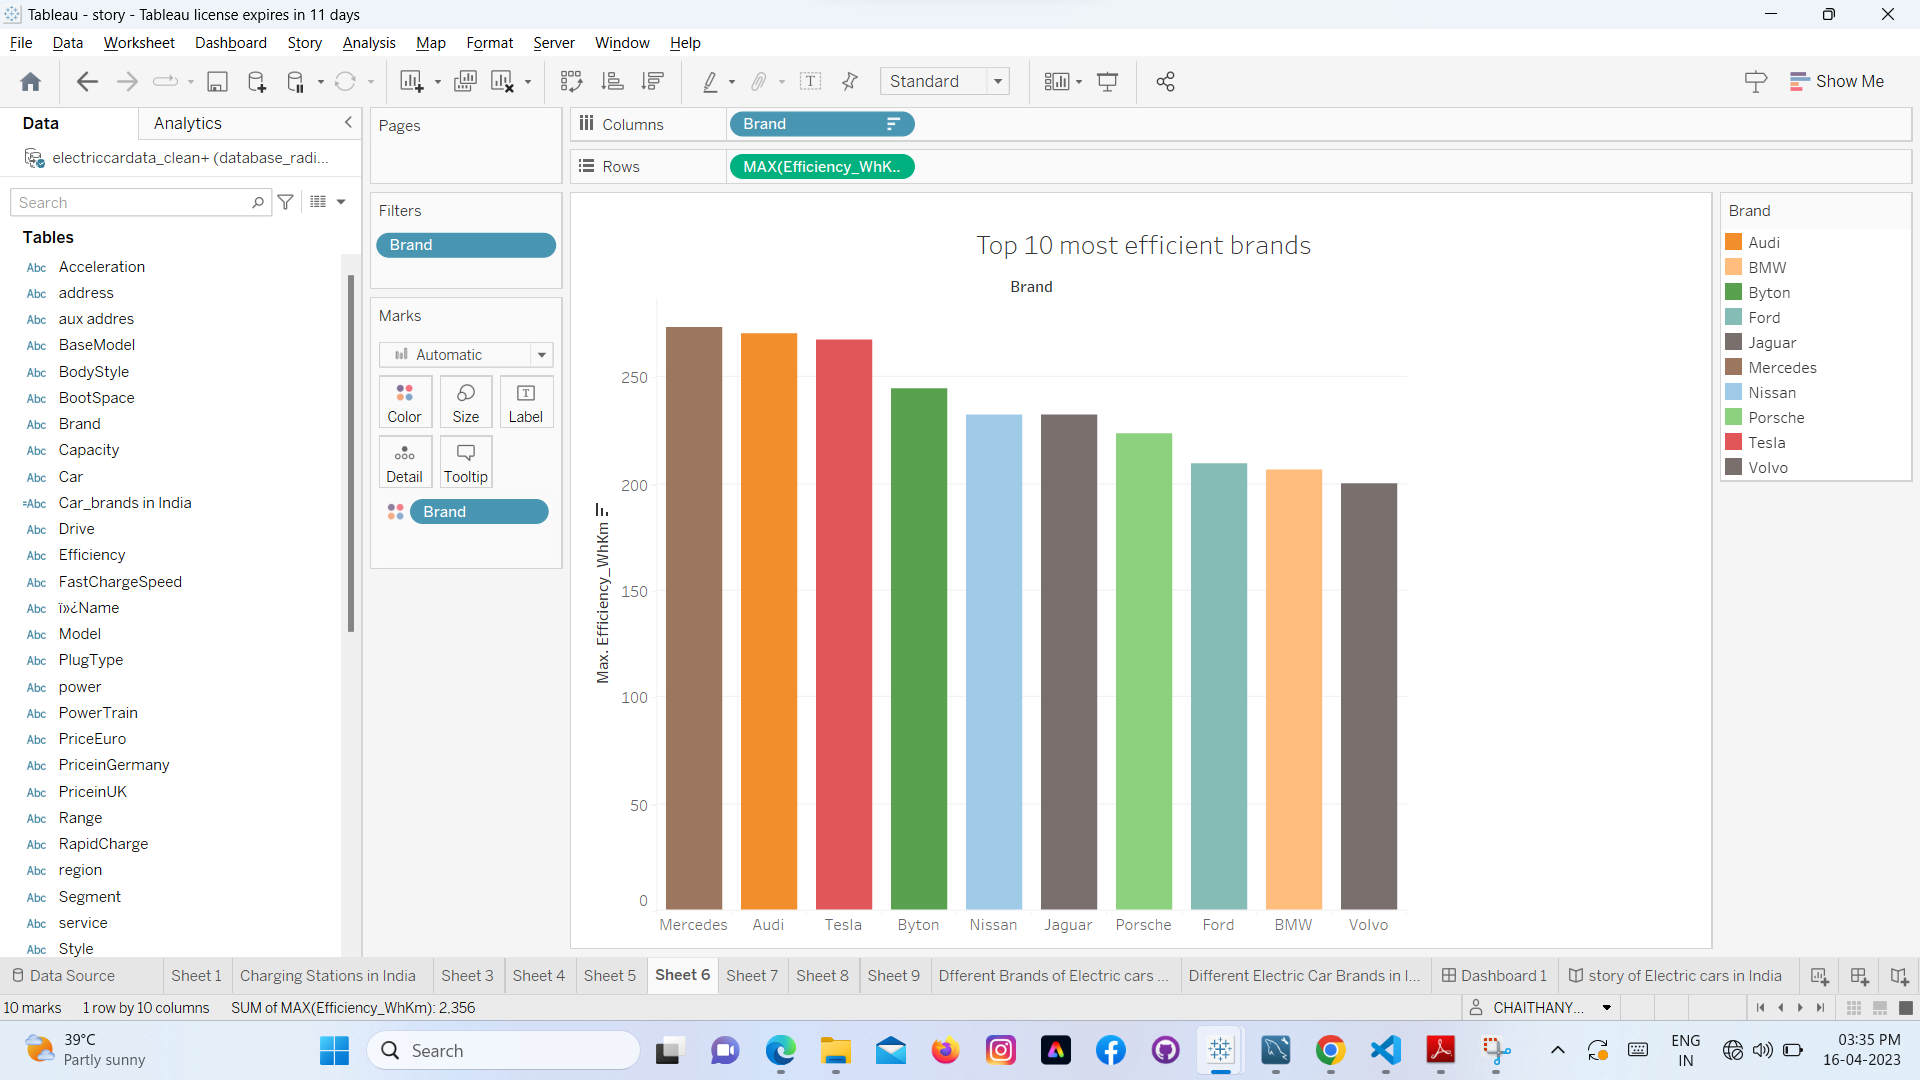 Tableau - story - Tableau license expires in 11 days
File Data Worksheet Dashboard Story Analysis Map Format Server Window Help
Standard
Show Me
Data
Analytics
electriccardata_clean+ (database_radi...
Search
Tables
Abc Acceleration
Abc address
Abc aux addres
Abc BaseModel
Abc BodyStyle
Abc BootSpace
Abc Brand
Abc Capacity
Abc Car
=Abc Car_brands in India
Abc Drive
Abc Efficiency
Abc FastChargeSpeed
Abc ï»¿Name
Abc Model
Abc PlugType
Abc power
Abc PowerTrain
Abc PriceEuro
Abc PriceinGermany
Abc PriceinUK
Abc Range
Abc RapidCharge
Abc region
Abc Segment
Abc service
Abc Style
Pages
Filters
Brand
Marks
Automatic
Color Size Label
Detail Tooltip
Brand
Columns Brand
Rows MAX(Efficiency_WhK..
Top 10 most efficient brands
Brand
Max. Efficiency_WhKm
250
200
150
100
50
0
Mercedes Audi Tesla Byton Nissan Jaguar Porsche Ford BMW Volvo
Brand
Audi
BMW
Byton
Ford
Jaguar
Mercedes
Nissan
Porsche
Tesla
Volvo
Data Source Sheet 1 Charging Stations in India Sheet 3 Sheet 4 Sheet 5 Sheet 6 Sheet 7 Sheet 8 Sheet 9 Dfferent Brands of Electric cars ... Different Electric Car Brands in I... Dashboard 1 story of Electric cars in India
10 marks 1 row by 10 columns SUM of MAX(Efficiency_WhKm): 2,356
CHAITHANY...
39°C
Partly sunny
Search
ENG
IN
03:35 PM
16-04-2023